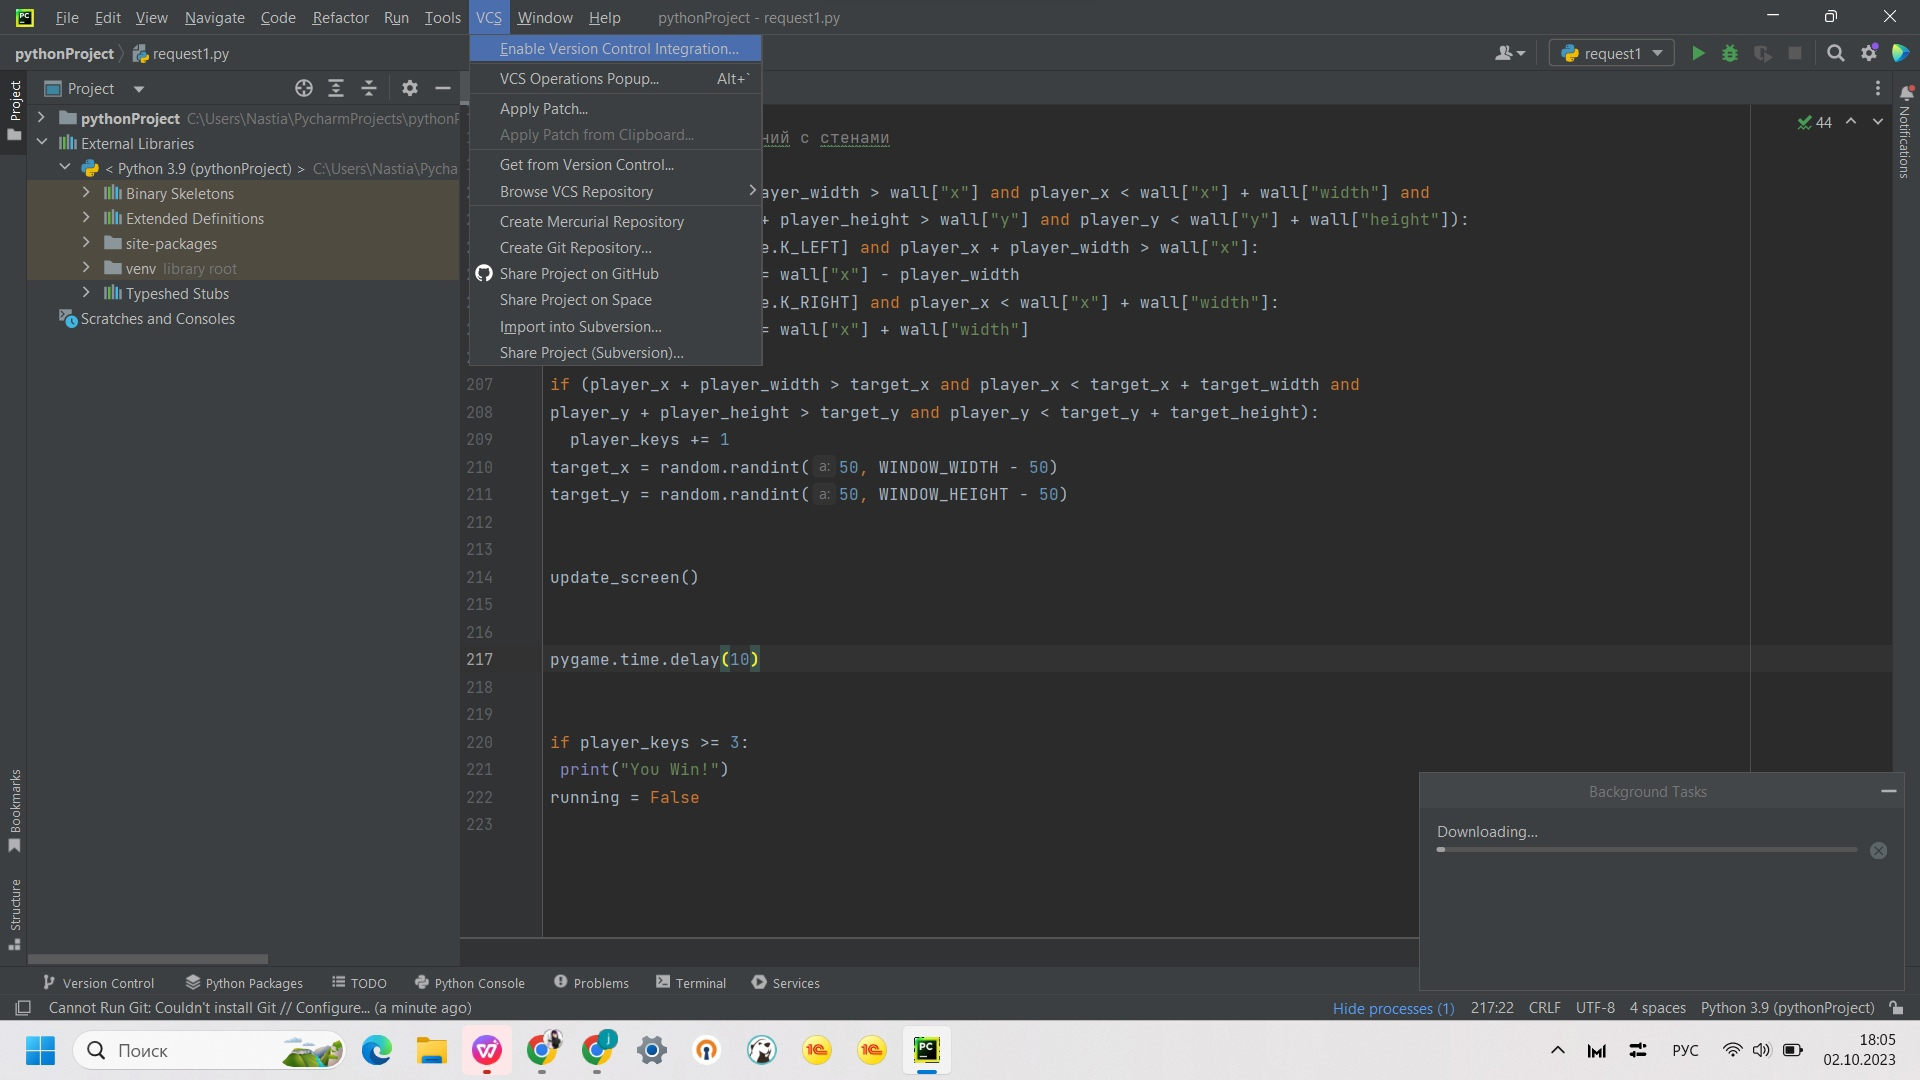 File Edit View Navigate Code Refactor Run Tools VCS Window Help pythonProject - request1.py
pythonProject request1.py
request1
Enable Version Control Integration...
VCS Operations Popup... Alt+`
Apply Patch...
Apply Patch from Clipboard...
Get from Version Control...
Browse VCS Repository
Create Mercurial Repository
Create Git Repository...
Share Project on GitHub
Share Project on Space
Import into Subversion...
Share Project (Subversion)...
Project
Project
pythonProject C:\Users\Nastia\PycharmProjects\pythonF
External Libraries
< Python 3.9 (pythonProject) > C:\Users\Nastia\Pycha
Binary Skeletons
Extended Definitions
site-packages
venv library root
Typeshed Stubs
Scratches and Consoles
44
Notifications
ний с стенами
ayer_width > wall["x"] and player_x < wall["x"] + wall["width"] and
+ player_height > wall["y"] and player_y < wall["y"] + wall["height"]):
e.K_LEFT] and player_x + player_width > wall["x"]:
= wall["x"] - player_width
e.K_RIGHT] and player_x < wall["x"] + wall["width"]:
= wall["x"] + wall["width"]
207 if (player_x + player_width > target_x and player_x < target_x + target_width and
208 player_y + player_height > target_y and player_y < target_y + target_height):
209 player_keys += 1
210 target_x = random.randint( a: 50, WINDOW_WIDTH - 50)
211 target_y = random.randint( a: 50, WINDOW_HEIGHT - 50)
212
213
214 update_screen()
215
216
217 pygame.time.delay(10)
218
219
220 if player_keys >= 3:
221 print("You Win!")
222 running = False
223
Bookmarks
Structure
Background Tasks
Downloading...
Version Control Python Packages TODO Python Console Problems Terminal Services
Cannot Run Git: Couldn't install Git // Configure... (a minute ago) Hide processes (1) 217:22 CRLF UTF-8 4 spaces Python 3.9 (pythonProject)
Поиск
РУС
18:05
02.10.2023